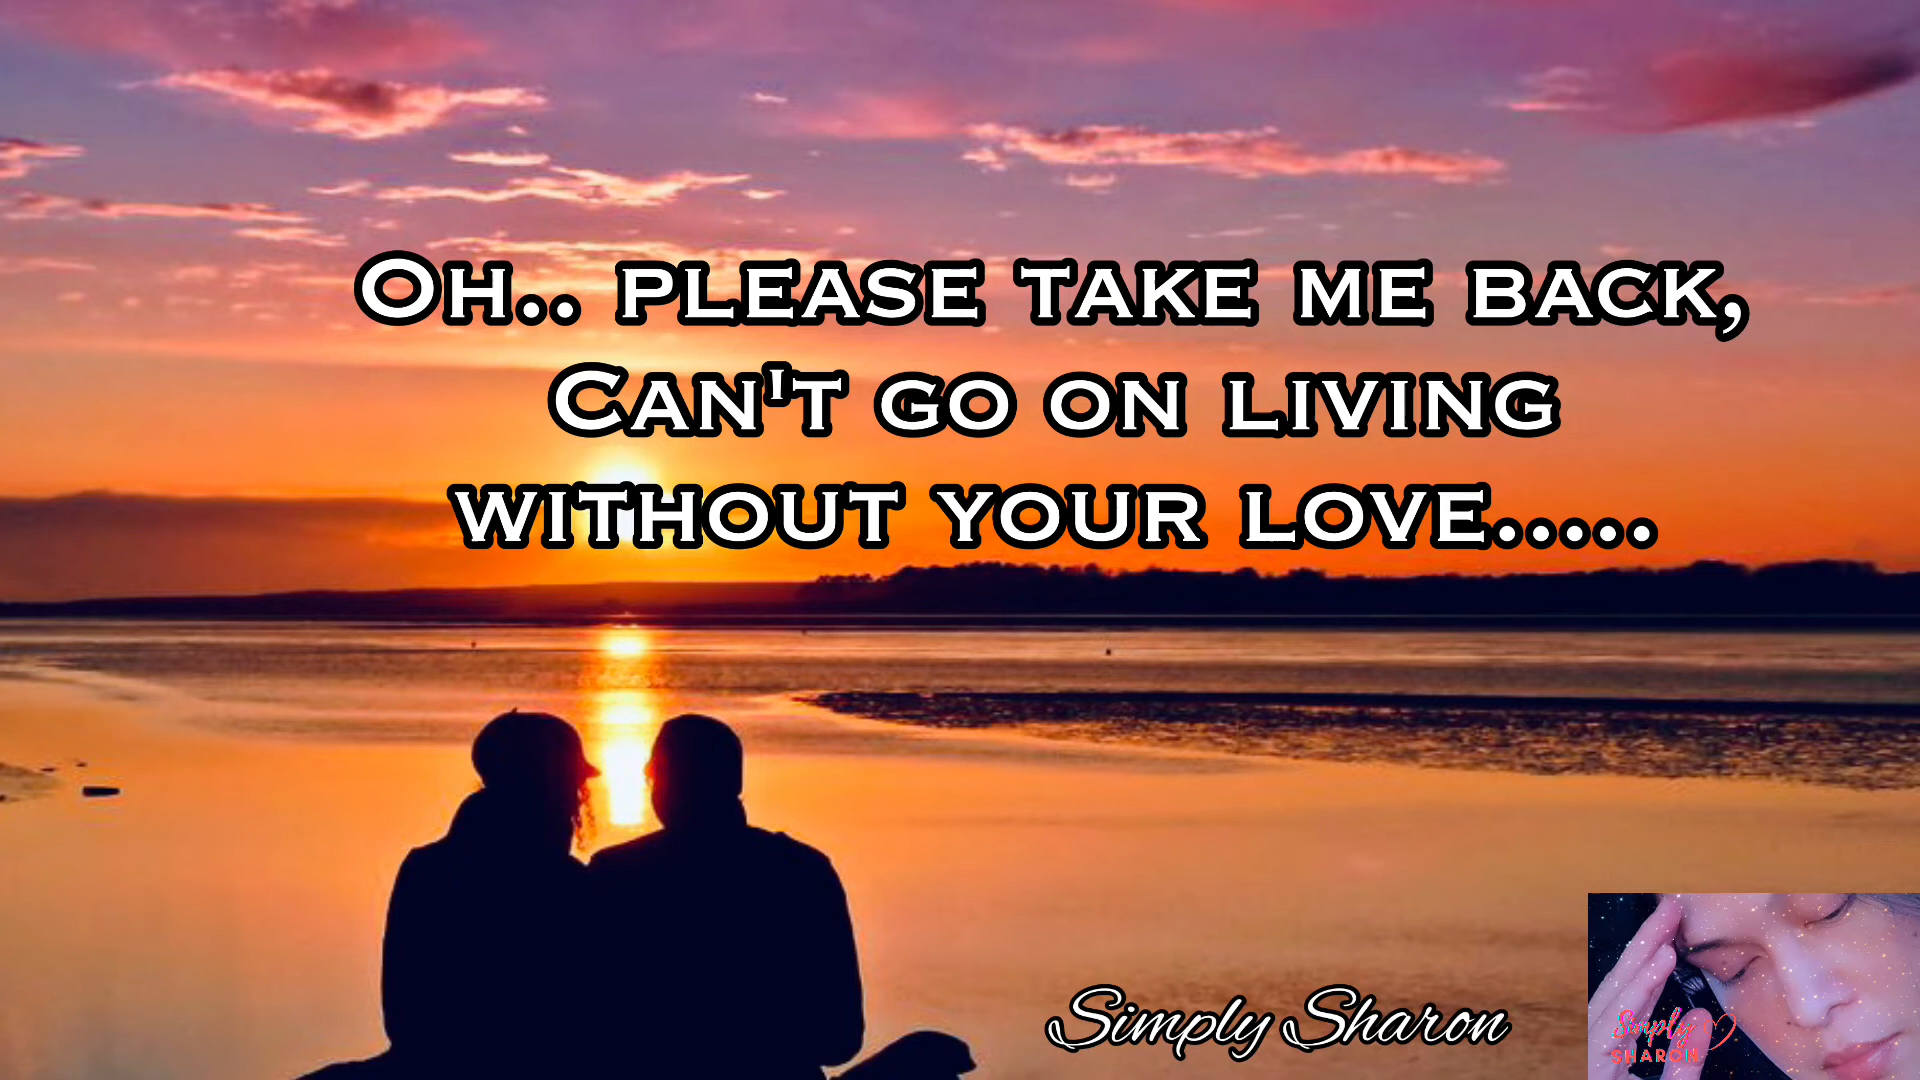 Oh.. please take me back,
Can't go on living
without your love.....
Simply Sharon
Simply
SHARON